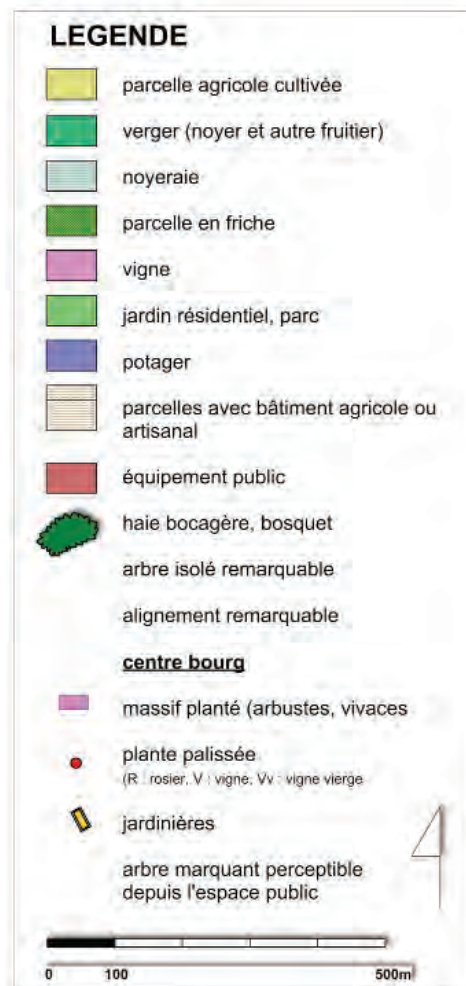 LEGENDE
parcelle agricole cultivée
verger (noyer et autre fruitier)
noyeraie
parcelle en friche
vigne
jardin résidentiel, parc
potager
parcelles avec bâtiment agricole ou
artisanal
équipement public
haie bocagère, bosquet
arbre isolé remarquable
alignement remarquable
centre bourg
massif planté (arbustes, vivaces
plante palissée
(R : rosier, V : vigne, Vv : vigne vierge
jardinières
arbre marquant perceptible
depuis l'espace public
0 100 500m